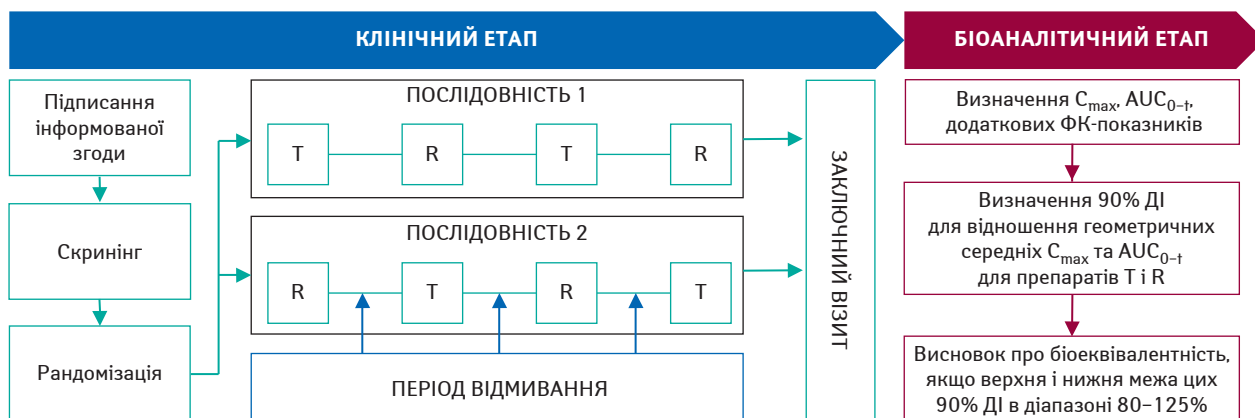 КЛІНІЧНИЙ ЕТАП
БІОАНАЛІТИЧНИЙ ЕТАП
Підписання
інформованої
згоди
Скринінг
Рандомізація
ПОСЛІДОВНІСТЬ 1
T R T R
ПОСЛІДОВНІСТЬ 2
R T R T
ПЕРІОД ВІДМИВАННЯ
ЗАКЛЮЧНИЙ ВІЗИТ
Визначення Cmax, AUC0–t,
додаткових ФК-показників
Визначення 90% ДІ
для відношення геометричних
середніх Cmax та AUC0–t
для препаратів T і R
Висновок про біоеквівалентність,
якщо верхня і нижня межа цих
90% ДІ в діапазоні 80–125%